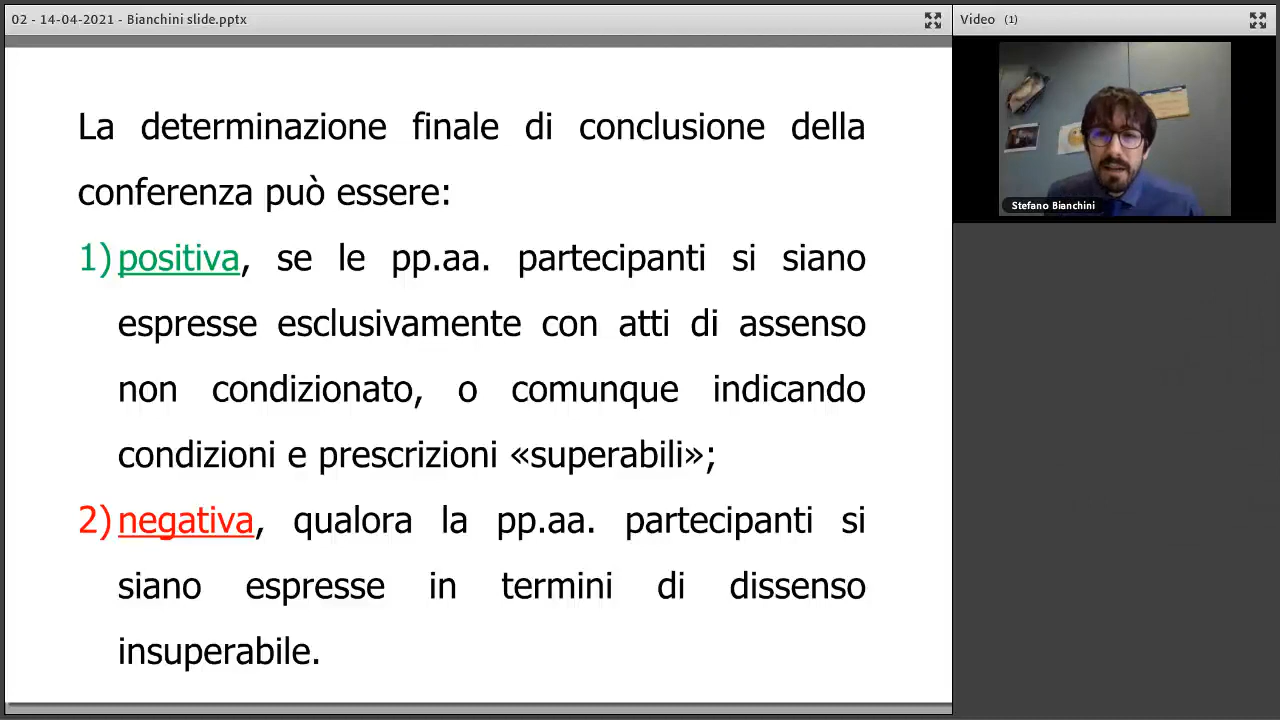 02 - 14-04-2021 - Bianchini slide.pptx
Video (1)
La determinazione finale di conclusione della
conferenza può essere:
1) positiva, se le pp.aa. partecipanti si siano
espresse esclusivamente con atti di assenso
non condizionato, o comunque indicando
condizioni e prescrizioni «superabili»;
2) negativa, qualora la pp.aa. partecipanti si
siano espresse in termini di dissenso
insuperabile.
Stefano Bianchini